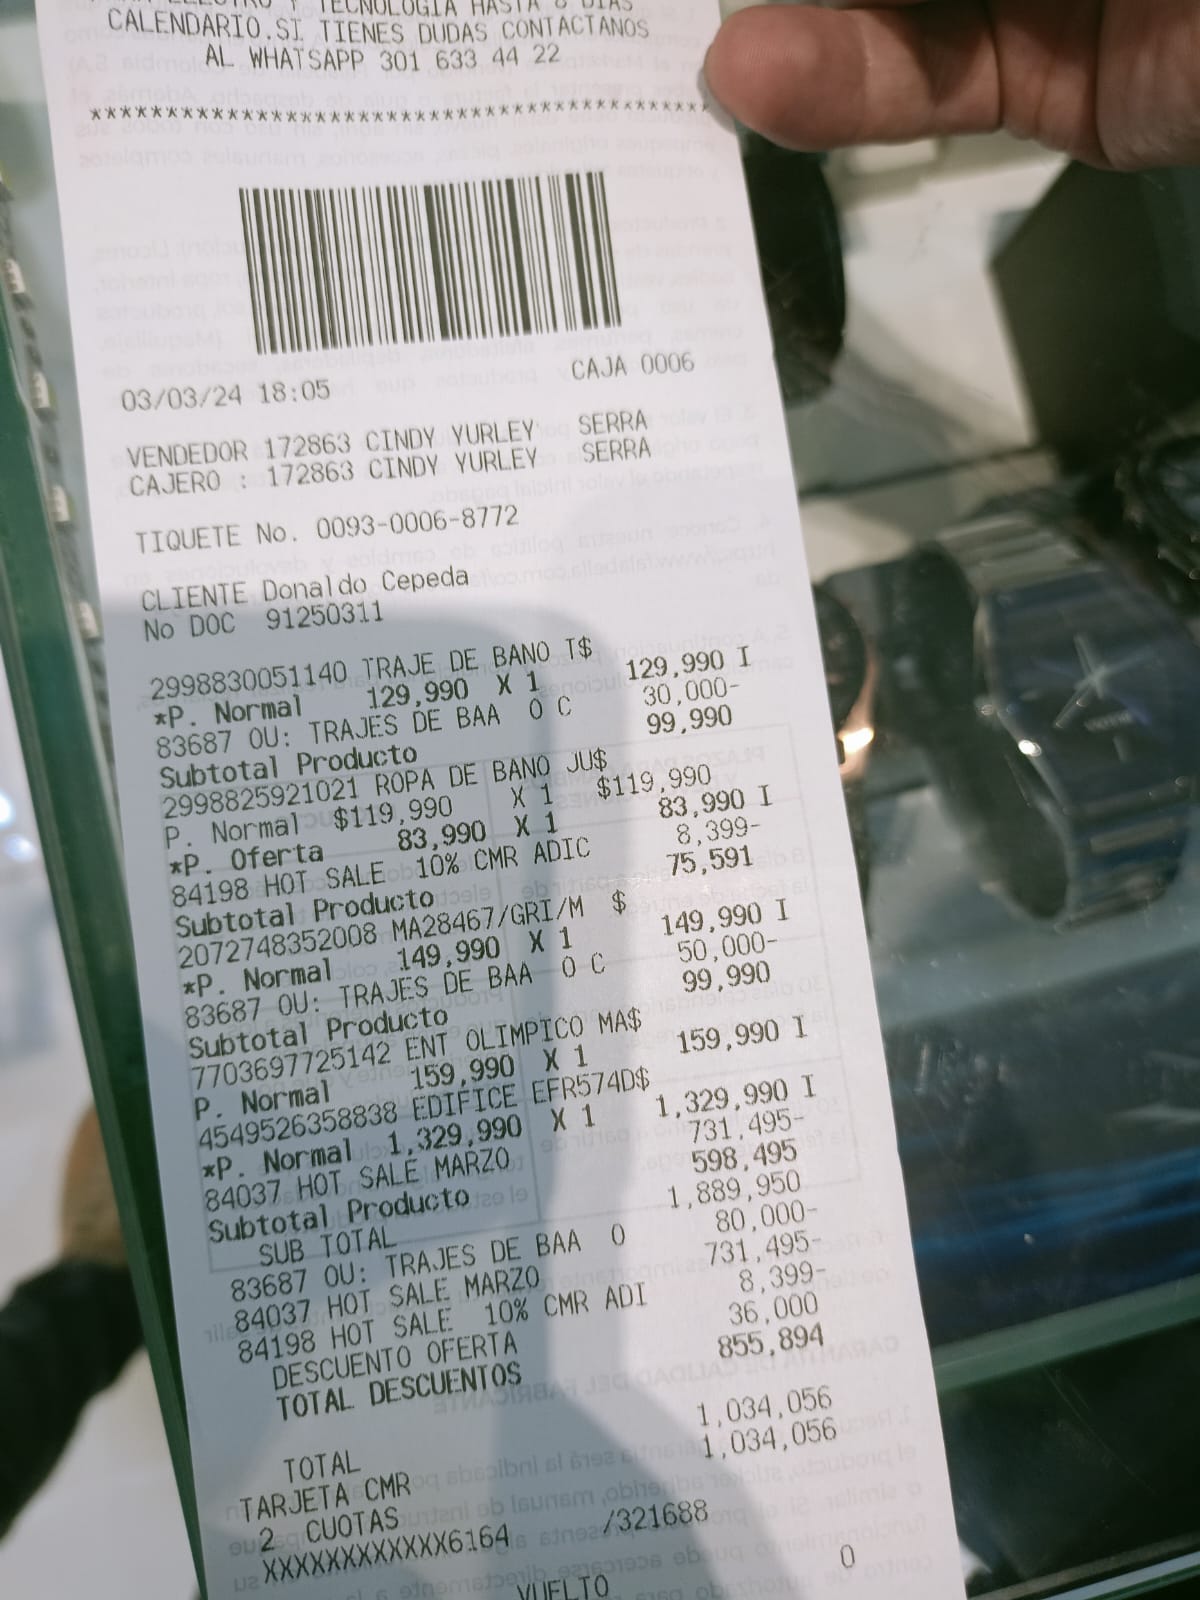 TECNOLOGIA HASTA 8 DIAS
CALENDARIO.SI TIENES DUDAS CONTACTANOS
AL WHATSAPP 301 633 44 22
*****************************************
03/03/24 18:05 CAJA 0006
VENDEDOR 172863 CINDY YURLEY SERRA
CAJERO : 172863 CINDY YURLEY SERRA
TIQUETE No. 0093-0006-8772
CLIENTE Donaldo Cepeda
No DOC 91250311
2998830051140 TRAJE DE BANO T$
*P. Normal 129,990 X 1 129,990 I
83687 OU: TRAJES DE BAA O C 30,000-
Subtotal Producto 99,990
2998825921021 ROPA DE BANO JU$
P. Normal $119,990 X 1 $119,990
*P. Oferta 83,990 X 1 83,990 I
84198 HOT SALE 10% CMR ADIC 8,399-
Subtotal Producto 75,591
2072748352008 MA28467/GRI/M $
*P. Normal 149,990 X 1 149,990 I
83687 OU: TRAJES DE BAA O C 50,000-
Subtotal Producto 99,990
7703697725142 ENT OLIMPICO MA$
P. Normal 159,990 X 1 159,990 I
4549526358838 EDIFICE EFR574D$
*P. Normal 1,329,990 X 1 1,329,990 I
84037 HOT SALE MARZO 731,495-
Subtotal Producto 598,495
SUB TOTAL 1,889,950
83687 OU: TRAJES DE BAA O 80,000-
84037 HOT SALE MARZO 731,495-
84198 HOT SALE 10% CMR ADI 8,399-
DESCUENTO OFERTA 36,000
TOTAL DESCUENTOS 855,894
TOTAL 1,034,056
TARJETA CMR 1,034,056
2 CUOTAS
XXXXXXXXXXXX6164 /321688
VUELTO 0